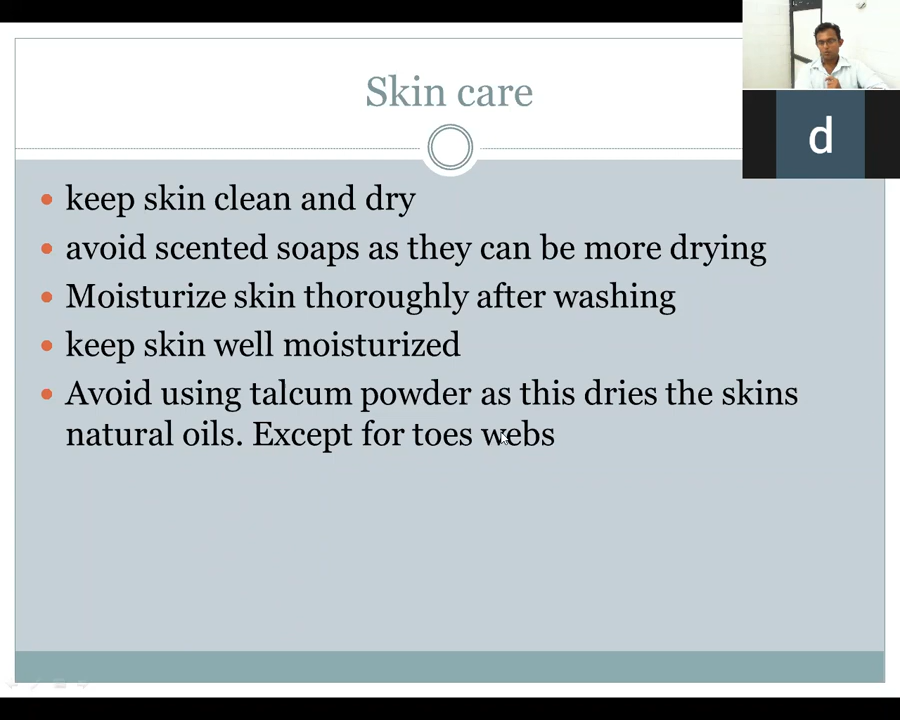 Skin care
d
keep skin clean and dry
avoid scented soaps as they can be more drying
Moisturize skin thoroughly after washing
keep skin well moisturized
Avoid using talcum powder as this dries the skins
natural oils. Except for toes webs